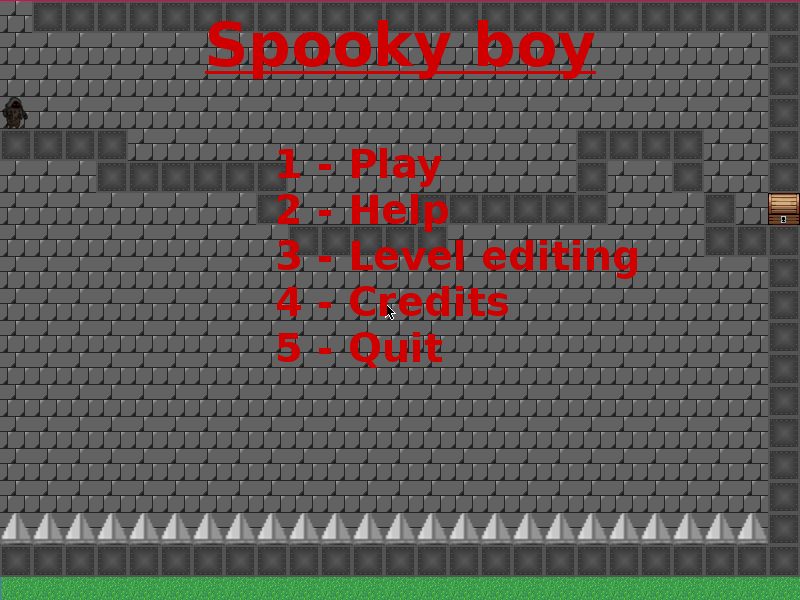 Spooky boy
1 - Play
2 - Help
3 - Level editing
4 - Credits
5 - Quit